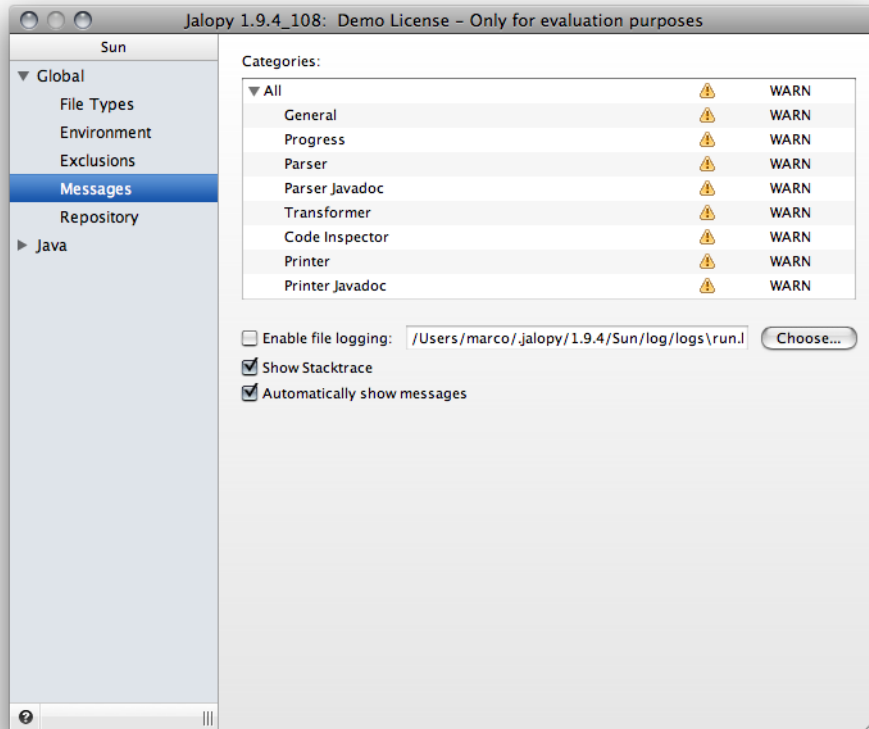 Jalopy 1.9.4_108: Demo License – Only for evaluation purposes
Sun
Global
File Types
Environment
Exclusions
Messages
Repository
Java
Categories:
All WARN
General WARN
Progress WARN
Parser WARN
Parser Javadoc WARN
Transformer WARN
Code Inspector WARN
Printer WARN
Printer Javadoc WARN
Enable file logging: /Users/marco/.jalopy/1.9.4/Sun/log/logs\run.l Choose...
Show Stacktrace
Automatically show messages